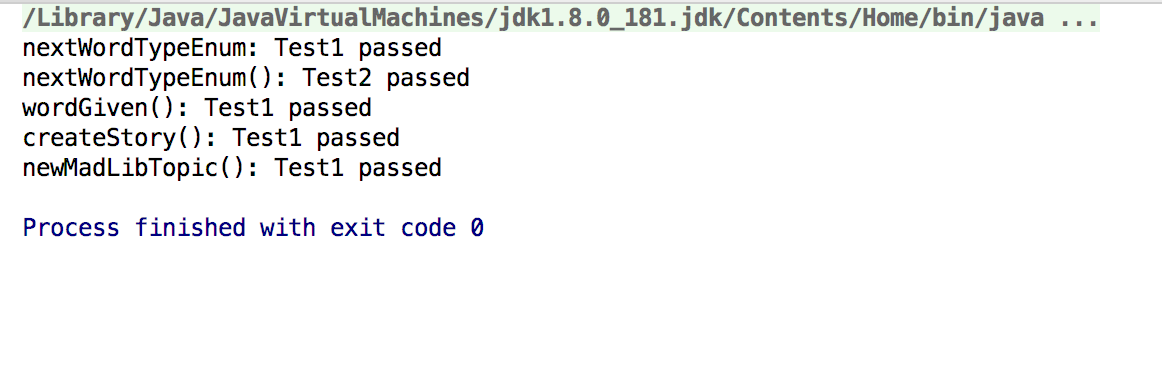 /Library/Java/JavaVirtualMachines/jdk1.8.0_181.jdk/Contents/Home/bin/java ...
nextWordTypeEnum: Test1 passed
nextWordTypeEnum(): Test2 passed
wordGiven(): Test1 passed
createStory(): Test1 passed
newMadLibTopic(): Test1 passed
Process finished with exit code 0